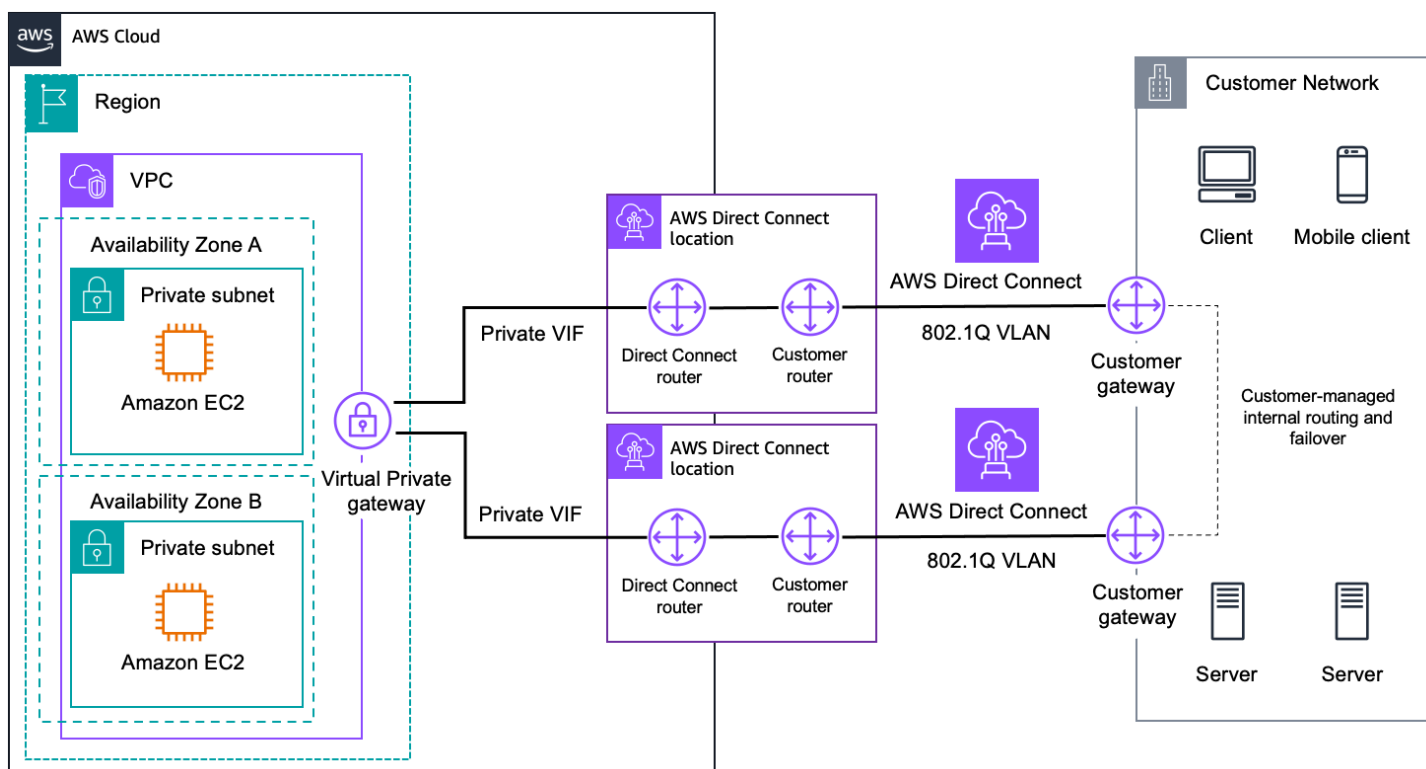 aws
AWS Cloud
Region
VPC
Availability Zone A
Private subnet
Amazon EC2
Availability Zone B
Private subnet
Amazon EC2
Virtual Private
gateway
Private VIF
Private VIF
AWS Direct Connect
location
Direct Connect
router
Customer
router
AWS Direct Connect
location
Direct Connect
router
Customer
router
AWS Direct Connect
802.1Q VLAN
AWS Direct Connect
802.1Q VLAN
Customer Network
Client
Mobile client
Customer
gateway
Customer-managed
internal routing and
failover
Customer
gateway
Server
Server